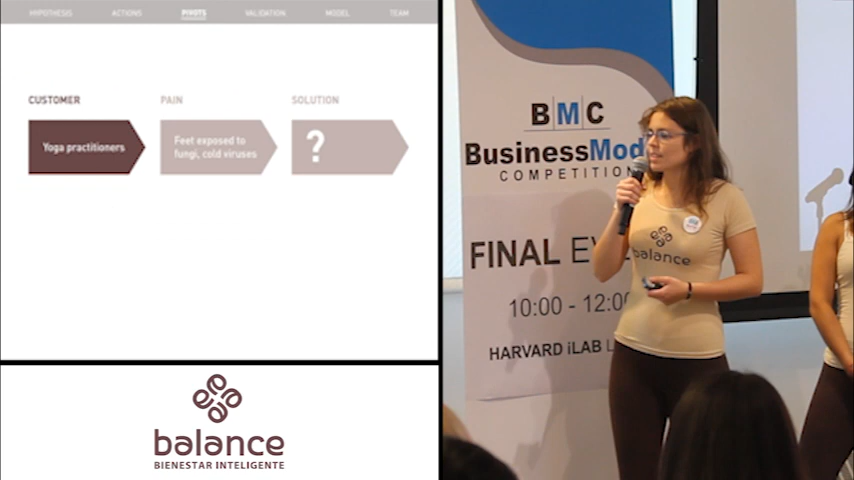 HYPOTHESIS ACTIONS PIVOTS VALIDATION MODEL TEAM
CUSTOMER PAIN SOLUTION
Yoga practitioners
Feet exposed to
fungi, cold viruses
?
balance
BIENESTAR INTELIGENTE
BMC
BusinessMod
COMPETITION
FINAL EVE
10:00 - 12:0
HARVARD iLAB L
balance